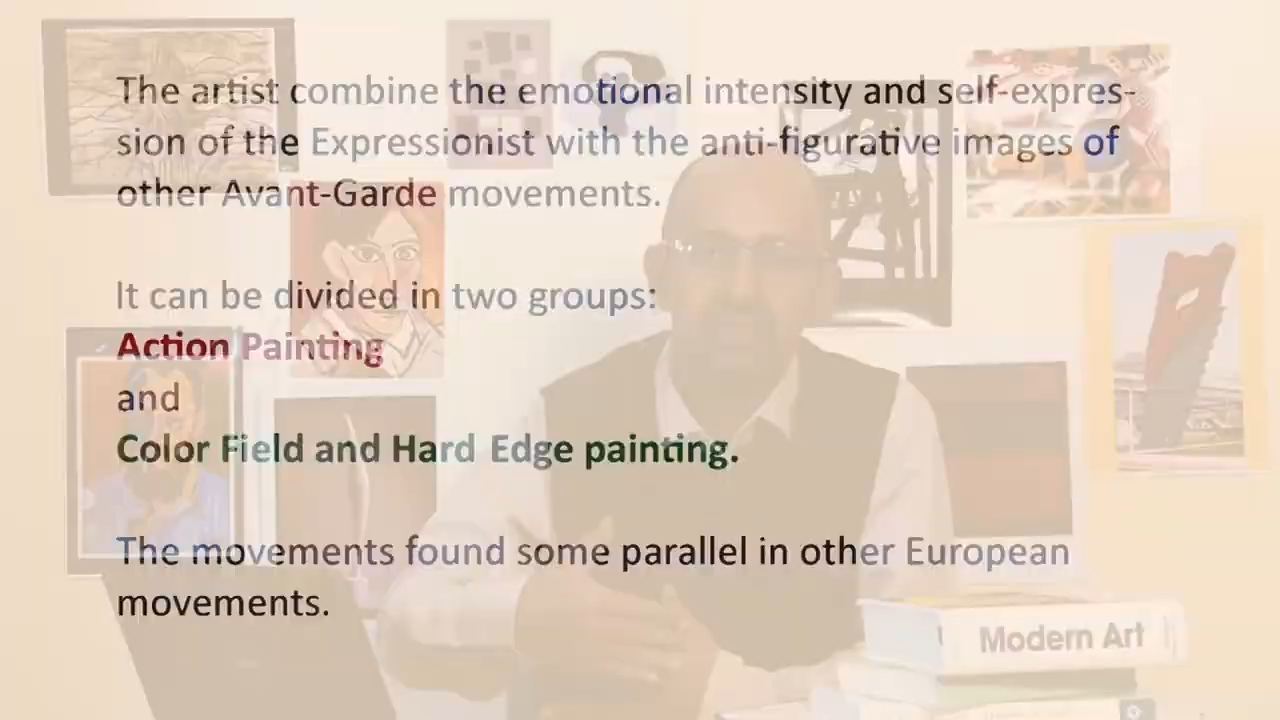 The artist combine the emotional intensity and self-expres-
sion of the Expressionist with the anti-figurative images of
other Avant-Garde movements.
It can be divided in two groups:
Action Painting
and
Color Field and Hard Edge painting.
The movements found some parallel in other European
movements.
Modern Art